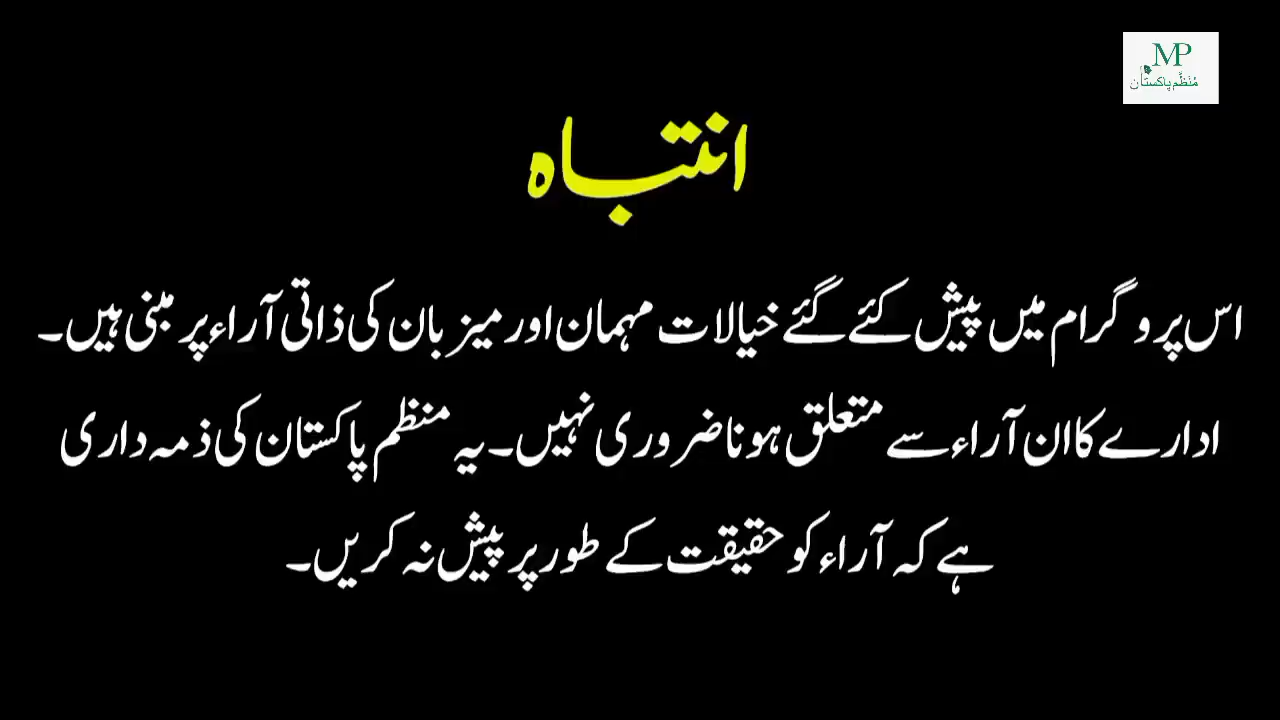 MP
مُنَظَّم پاکستان
انتباہ
اس پروگرام میں پیش کئے گئے خیالات مہمان اور میزبان کی ذاتی آراء پر مبنی ہیں۔
ادارے کا ان آراء سے متعلق ہونا ضروری نہیں۔ یہ منظم پاکستان کی ذمہ داری
ہے کہ آراء کو حقیقت کے طور پر پیش نہ کریں۔